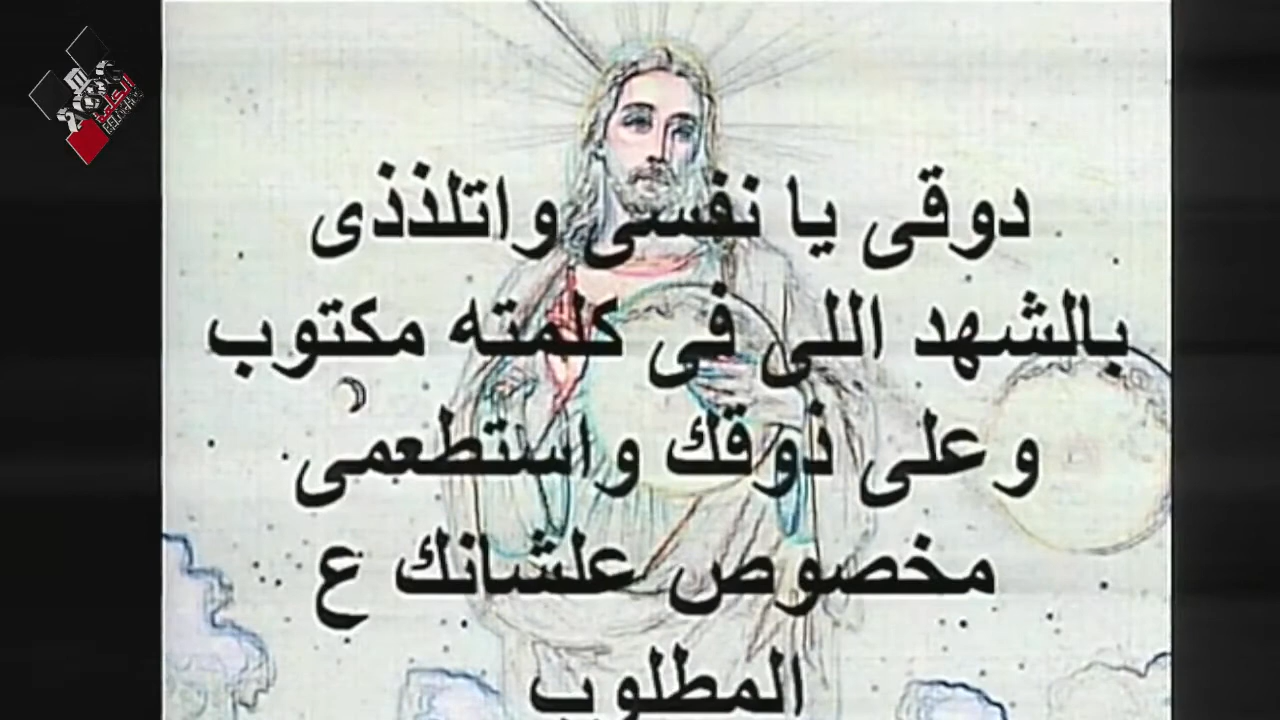 دوقى يا نفسى واتلذذى
بالشهد اللى فى كلمته مكتوب
وعلى ذوقك واستطعمى
مخصوص علشانك ع
المطلوب